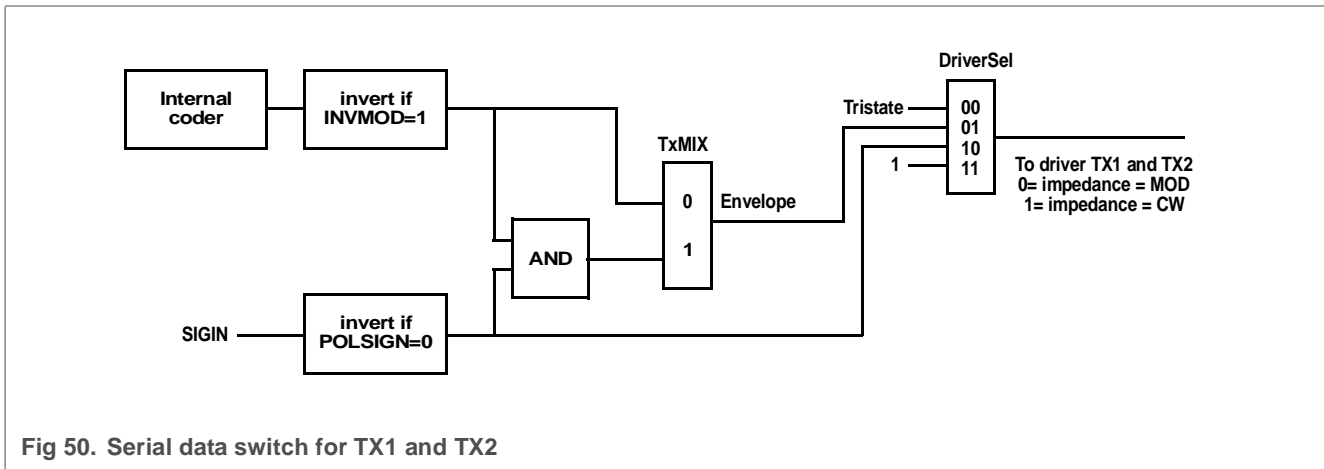 DriverSel
Internal
coder
invert if
INVMOD=1
Tristate
00
01
10
11
1
TxMIX
To driver TX1 and TX2
0= impedance = MOD
1= impedance = CW
0
Envelope
1
AND
SIGIN
invert if
POLSIGN=0
Fig 50. Serial data switch for TX1 and TX2